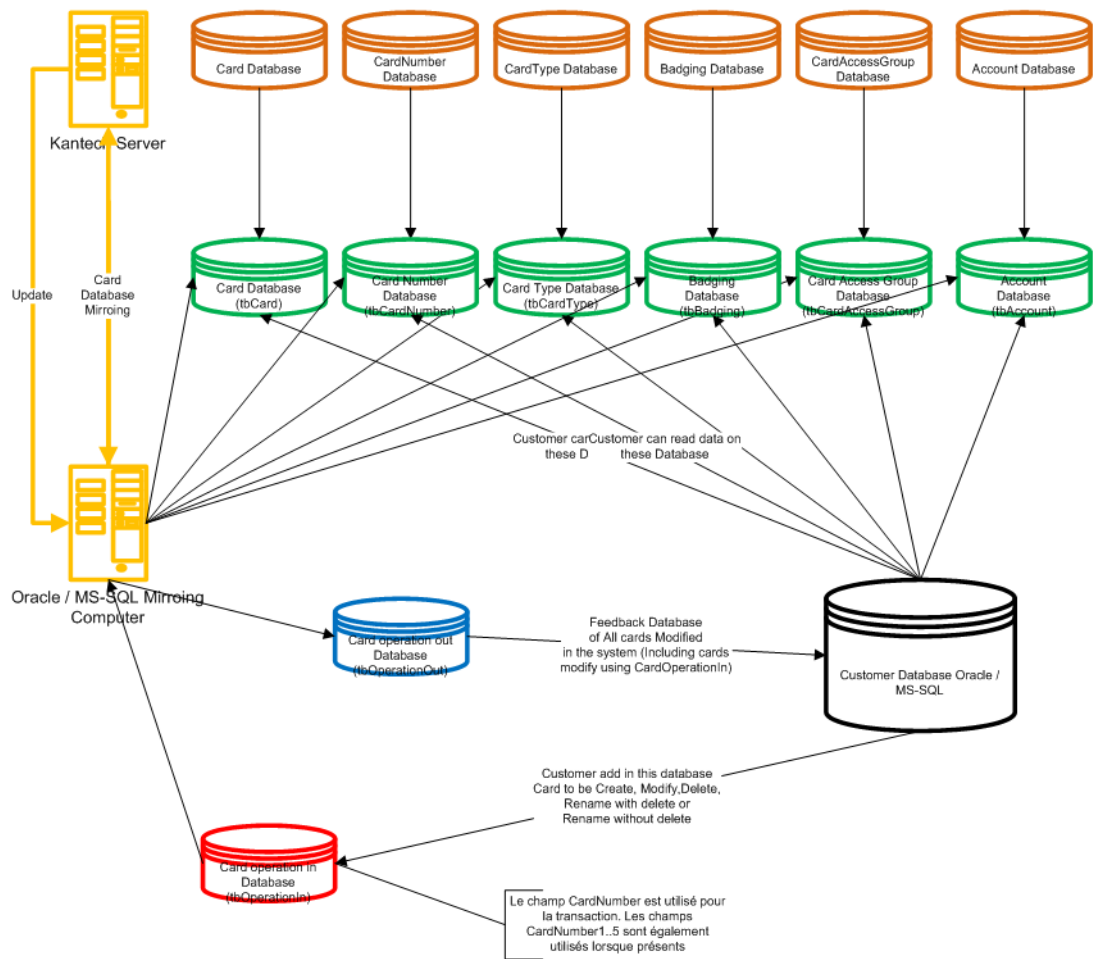 Card Database
CardNumber
Database
CardType Database
Badging Database
CardAccessGroup
Database
Account Database
Kantech Server
Update
Card
Database
Mirroing
Card Database
(tbCard)
Card Number
Database
(tbCardNumber)
Card Type Database
(tbCardType)
Badging
Database
(tbBadging)
Card Access Group
Database
(tbCardAccessGroup)
Account
Database
(tbAccount)
Customer can
these D
Customer can read data on
these Database
Oracle / MS-SQL Mirroing
Computer
Card operation out
Database
(tbOperationOut)
Feedback Database
of All cards Modified
in the system (Including cards
modify using CardOperationIn)
Customer Database Oracle /
MS-SQL
Customer add in this database
Card to be Create, Modify,Delete,
Rename with delete or
Rename without delete
Card operation in
Database
(tbOperationIn)
Le champ CardNumber est utilisé pour
la transaction. Les champs
CardNumber1..5 sont également
utilisés lorsque présents